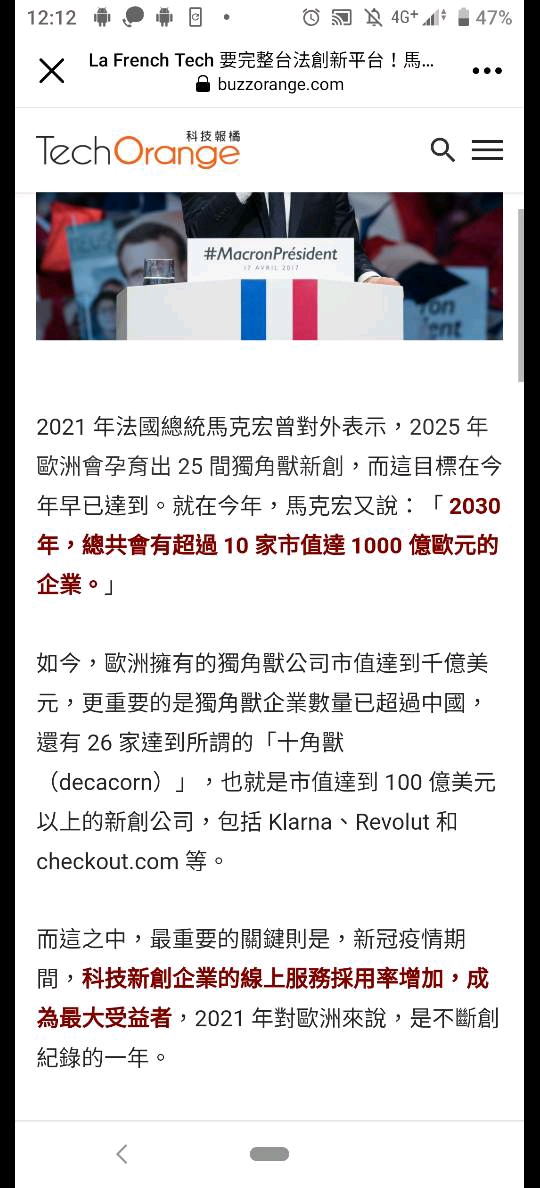 12:12
4G+
47%
La French Tech 要完整台法創新平台！馬...
buzzorange.com
科技報橘
TechOrange
#MacronPrésident
17 AVRIL 2017
2021 年法國總統馬克宏曾對外表示，2025 年
歐洲會孕育出 25 間獨角獸新創，而這目標在今
年早已達到。就在今年，馬克宏又說：「 2030
年，總共會有超過 10 家市值達 1000 億歐元的
企業。」
如今，歐洲擁有的獨角獸公司市值達到千億美
元，更重要的是獨角獸企業數量已超過中國，
還有 26 家達到所謂的「十角獸
（decacorn）」，也就是市值達到 100 億美元
以上的新創公司，包括 Klarna、Revolut 和
checkout.com 等。
而這之中，最重要的關鍵則是，新冠疫情期
間，科技新創企業的線上服務採用率增加，成
為最大受益者，2021 年對歐洲來說，是不斷創
紀錄的一年。